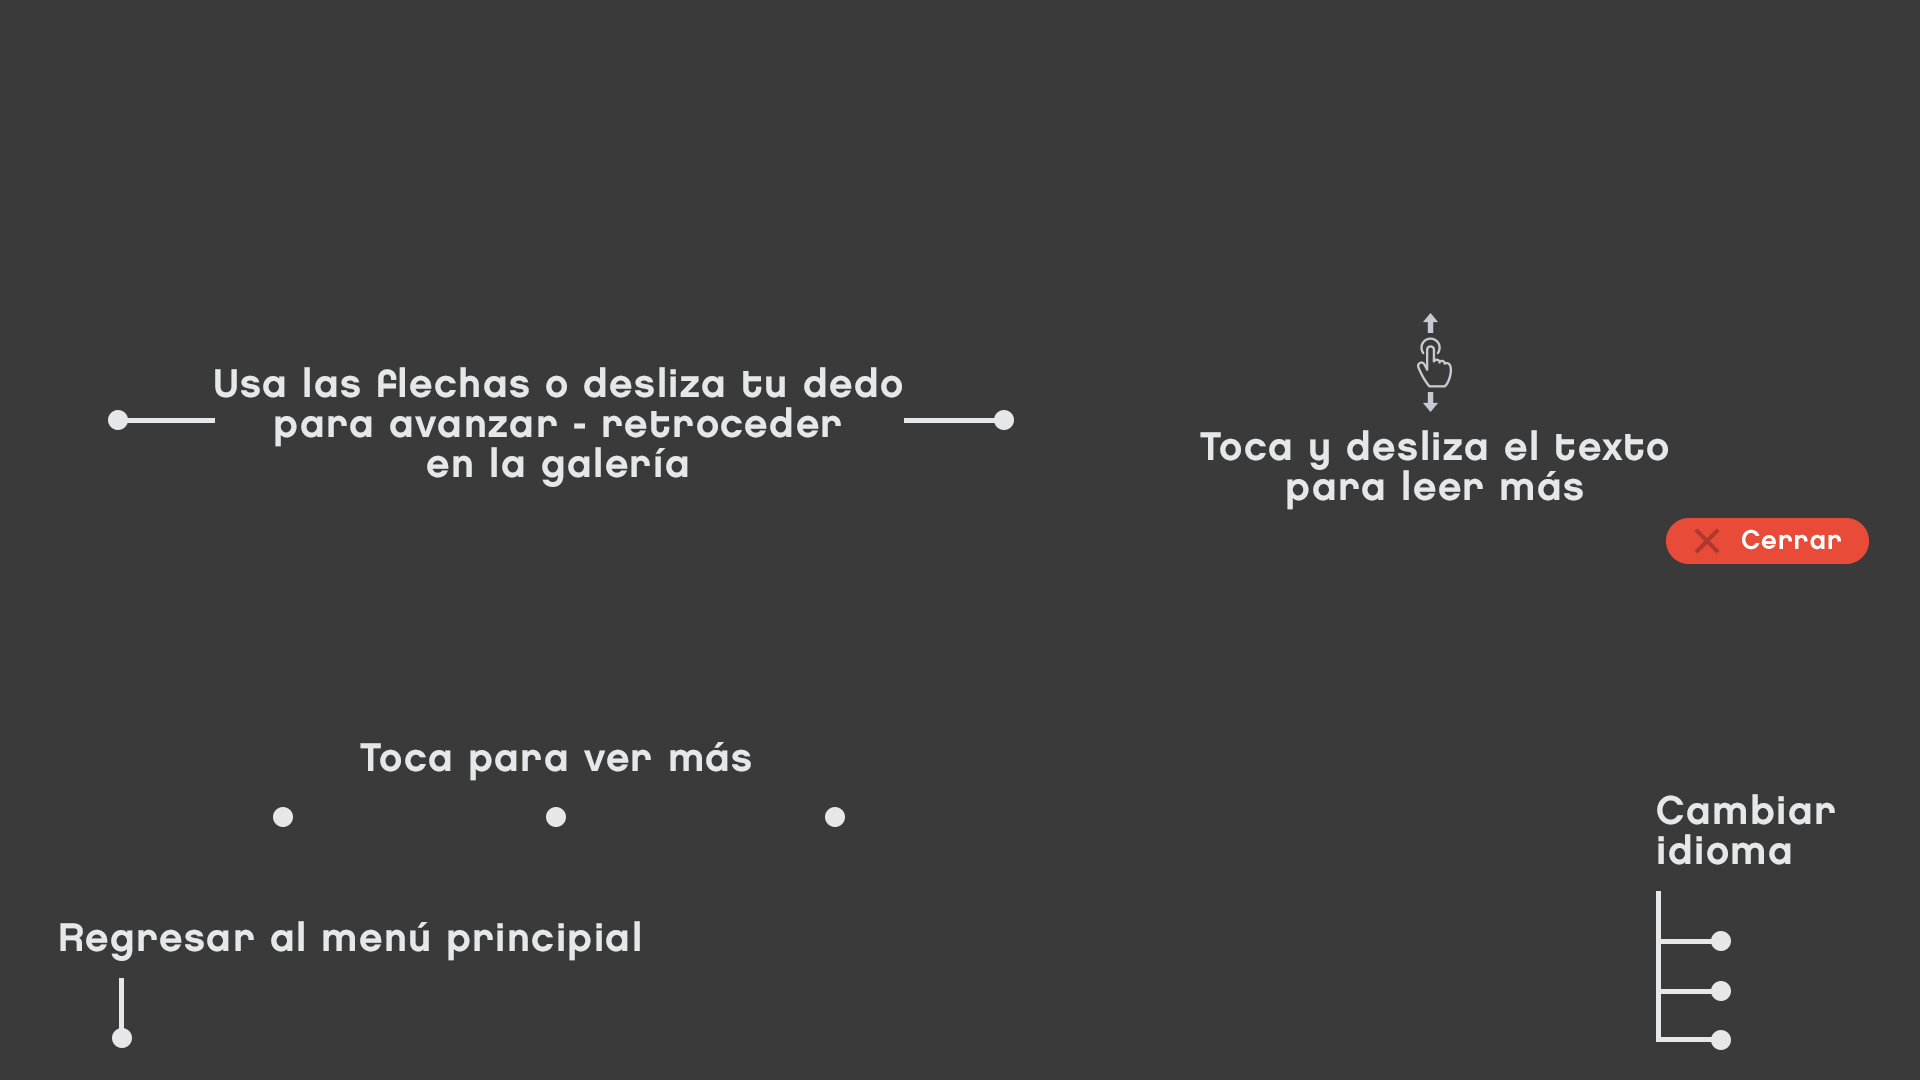 Usa las flechas o desliza tu dedo
para avanzar - retroceder
en la galería
Toca y desliza el texto
para leer más
Cerrar
Toca para ver más
Cambiar
idioma
Regresar al menú principial